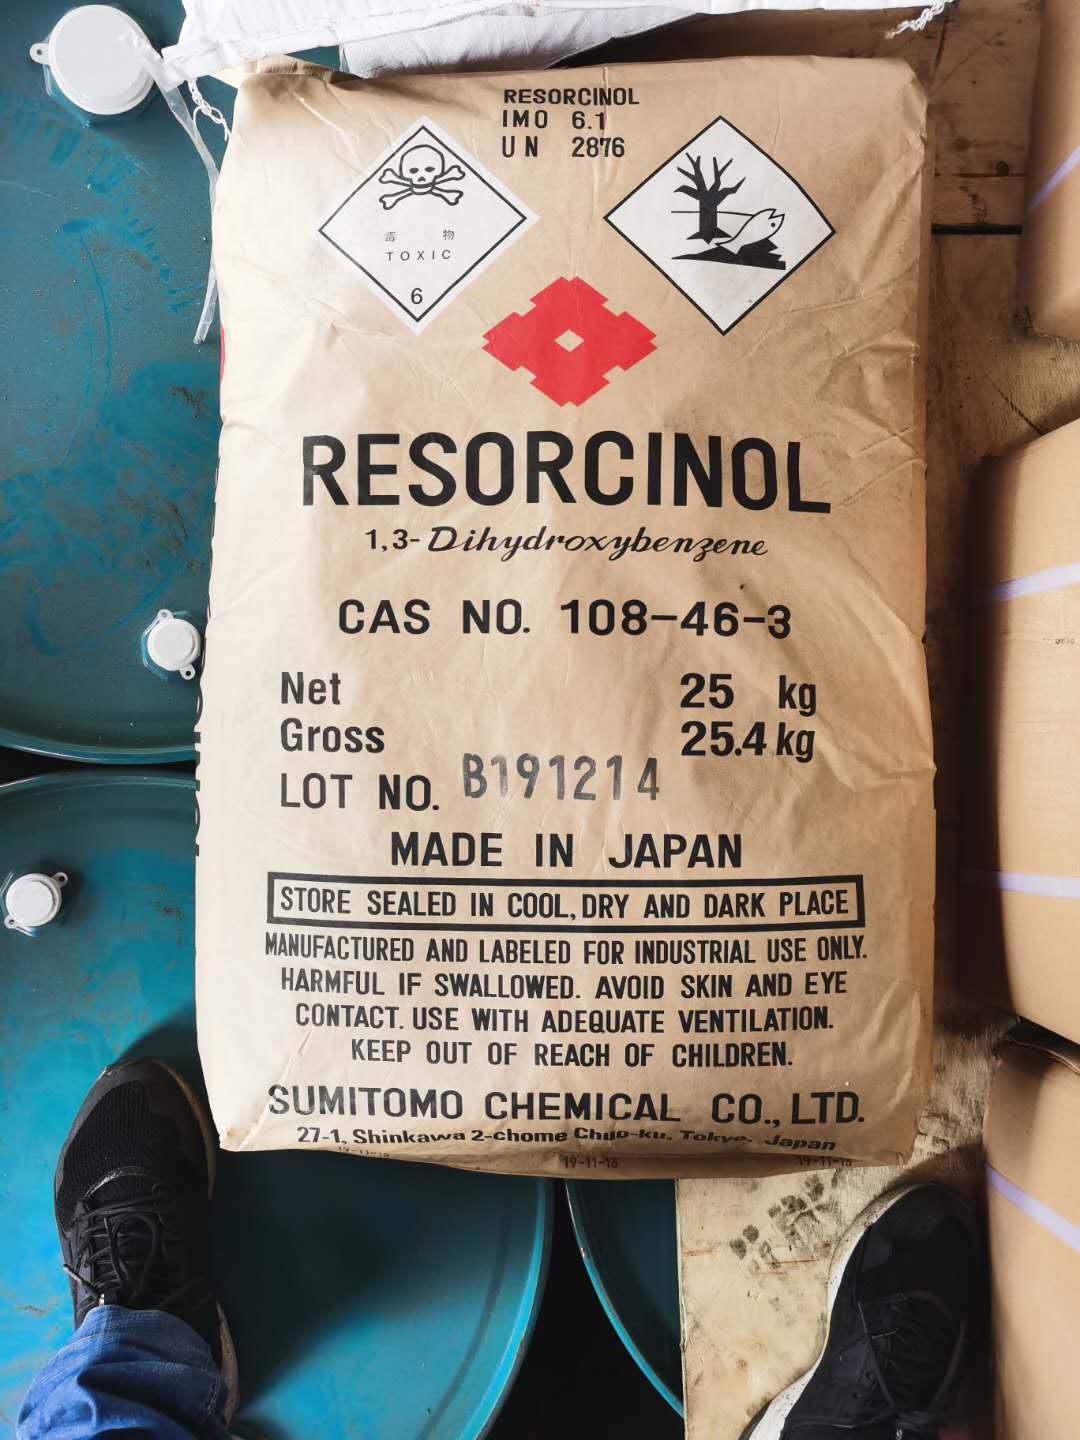 RESORCINOL
IMO 6.1
UN 2876
毒物
TOXIC
6
RESORCINOL
1,3-Dihydroxybenzene
CAS NO. 108-46-3
Net 25 kg
Gross 25.4 kg
LOT NO. B191214
MADE IN JAPAN
STORE SEALED IN COOL, DRY AND DARK PLACE
MANUFACTURED AND LABELED FOR INDUSTRIAL USE ONLY.
HARMFUL IF SWALLOWED. AVOID SKIN AND EYE
CONTACT. USE WITH ADEQUATE VENTILATION.
KEEP OUT OF REACH OF CHILDREN.
SUMITOMO CHEMICAL CO., LTD.
27-1, Shinkawa 2-chome Chuo-ku, Tokyo, Japan